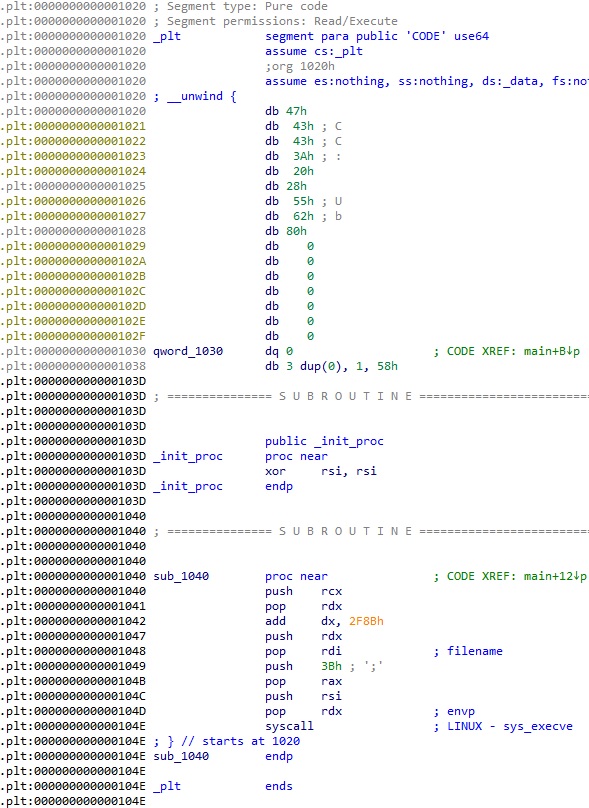 .plt:0000000000001020 ; Segment type: Pure code
.plt:0000000000001020 ; Segment permissions: Read/Execute
.plt:0000000000001020 _plt segment para public 'CODE' use64
.plt:0000000000001020 assume cs:_plt
.plt:0000000000001020 ;org 1020h
.plt:0000000000001020 assume es:nothing, ss:nothing, ds:_data, fs:not
.plt:0000000000001020 ; __unwind {
.plt:0000000000001020 db 47h
.plt:0000000000001021 db 43h ; C
.plt:0000000000001022 db 43h ; C
.plt:0000000000001023 db 3Ah ; :
.plt:0000000000001024 db 20h
.plt:0000000000001025 db 28h
.plt:0000000000001026 db 55h ; U
.plt:0000000000001027 db 62h ; b
.plt:0000000000001028 db 80h
.plt:0000000000001029 db 0
.plt:000000000000102A db 0
.plt:000000000000102B db 0
.plt:000000000000102C db 0
.plt:000000000000102D db 0
.plt:000000000000102E db 0
.plt:000000000000102F db 0
.plt:0000000000001030 qword_1030 dq 0 ; CODE XREF: main+B↓p
.plt:0000000000001038 db 3 dup(0), 1, 58h
.plt:000000000000103D
.plt:000000000000103D ; =============== S U B R O U T I N E =======================
.plt:000000000000103D
.plt:000000000000103D
.plt:000000000000103D public _init_proc
.plt:000000000000103D _init_proc proc near
.plt:000000000000103D xor rsi, rsi
.plt:000000000000103D _init_proc endp
.plt:000000000000103D
.plt:0000000000001040
.plt:0000000000001040 ; =============== S U B R O U T I N E =======================
.plt:0000000000001040
.plt:0000000000001040
.plt:0000000000001040 sub_1040 proc near ; CODE XREF: main+12↓p
.plt:0000000000001040 push rcx
.plt:0000000000001041 pop rdx
.plt:0000000000001042 add dx, 2F8Bh
.plt:0000000000001047 push rdx
.plt:0000000000001048 pop rdi ; filename
.plt:0000000000001049 push 3Bh ; ';'
.plt:000000000000104B pop rax
.plt:000000000000104C push rsi
.plt:000000000000104D pop rdx ; envp
.plt:000000000000104E syscall ; LINUX - sys_execve
.plt:000000000000104E ; } // starts at 1020
.plt:000000000000104E sub_1040 endp
.plt:000000000000104E
.plt:000000000000104E _plt ends
.plt:000000000000104E